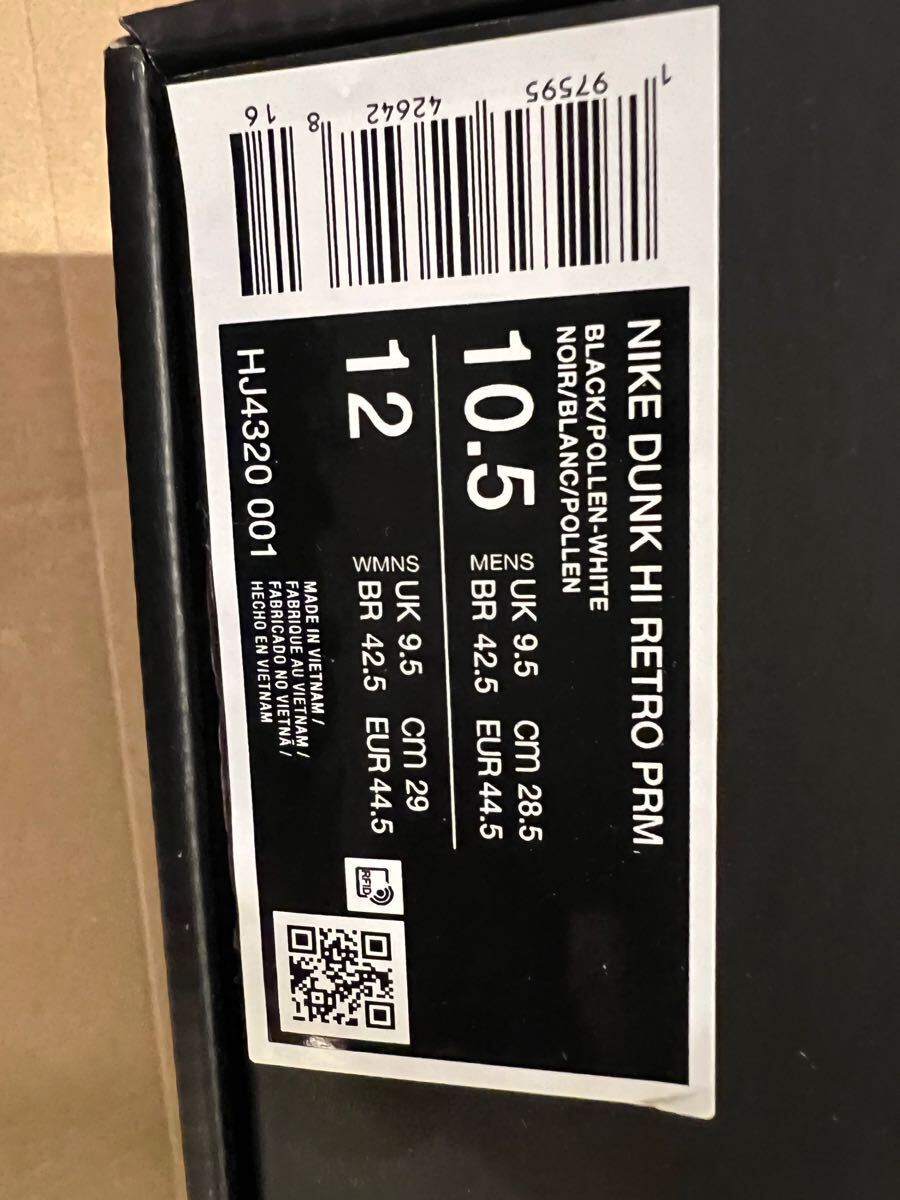 NIKE DUNK HI RETRO PRM
BLACK/POLLEN-WHITE
NOIR/BLANC/POLLEN
10.5 MENS UK 9.5 cm 28.5
BR 42.5 EUR 44.5
12 WMNS UK 9.5 cm 29
BR 42.5 EUR 44.5
RFID
HJ4320 001
MADE IN VIETNAM /
FABRIQUE AU VIETNAM /
FABRICADO NO VIETNÃ /
HECHO EN VIETNAM
1 97595 42642 8 16